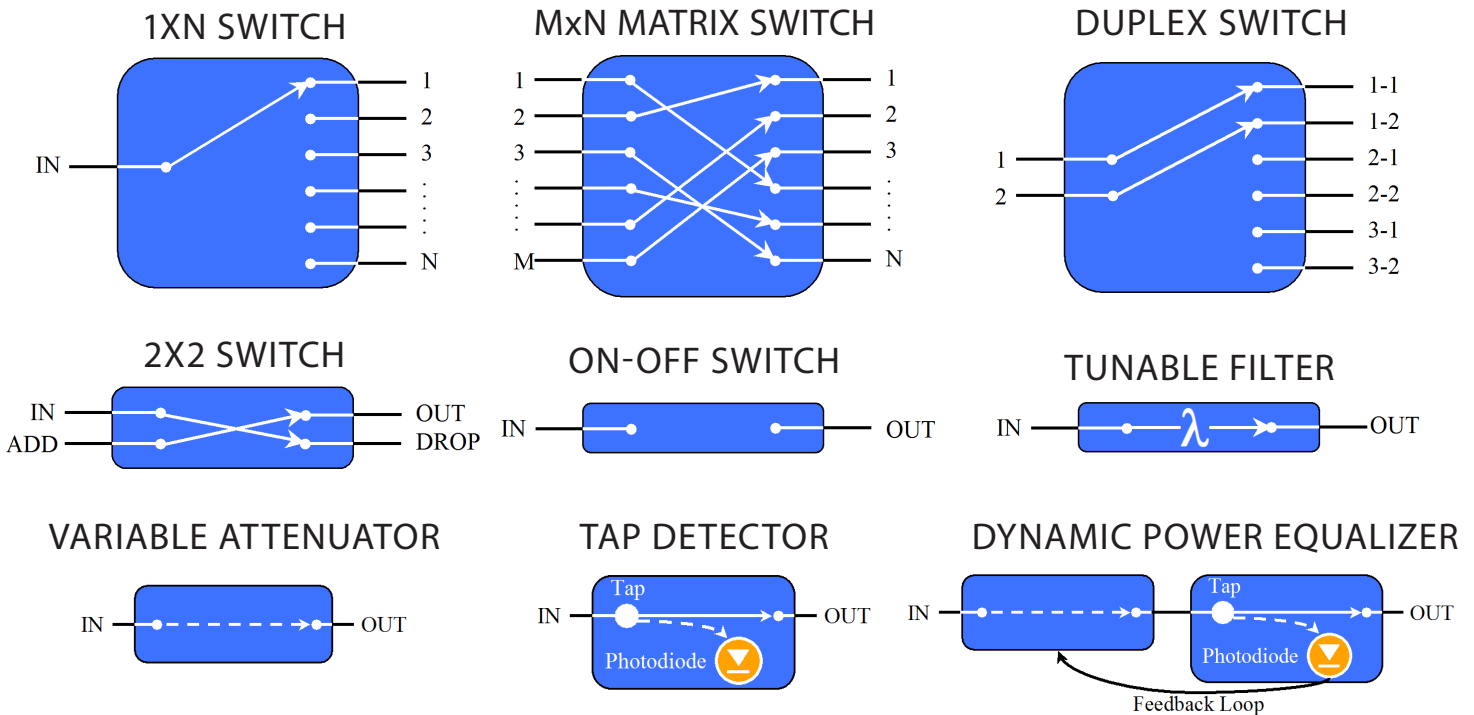 1XN SWITCH
IN
1
2
3
.
.
.
.
.
N
MxN MATRIX SWITCH
1
2
3
.
.
.
.
.
M
1
2
3
.
.
.
.
.
N
DUPLEX SWITCH
1
2
1-1
1-2
2-1
2-2
3-1
3-2
2X2 SWITCH
IN
ADD
OUT
DROP
ON-OFF SWITCH
IN
OUT
TUNABLE FILTER
IN
λ
OUT
VARIABLE ATTENUATOR
IN
OUT
TAP DETECTOR
Tap
IN
OUT
Photodiode
DYNAMIC POWER EQUALIZER
Tap
IN
OUT
Photodiode
Feedback Loop